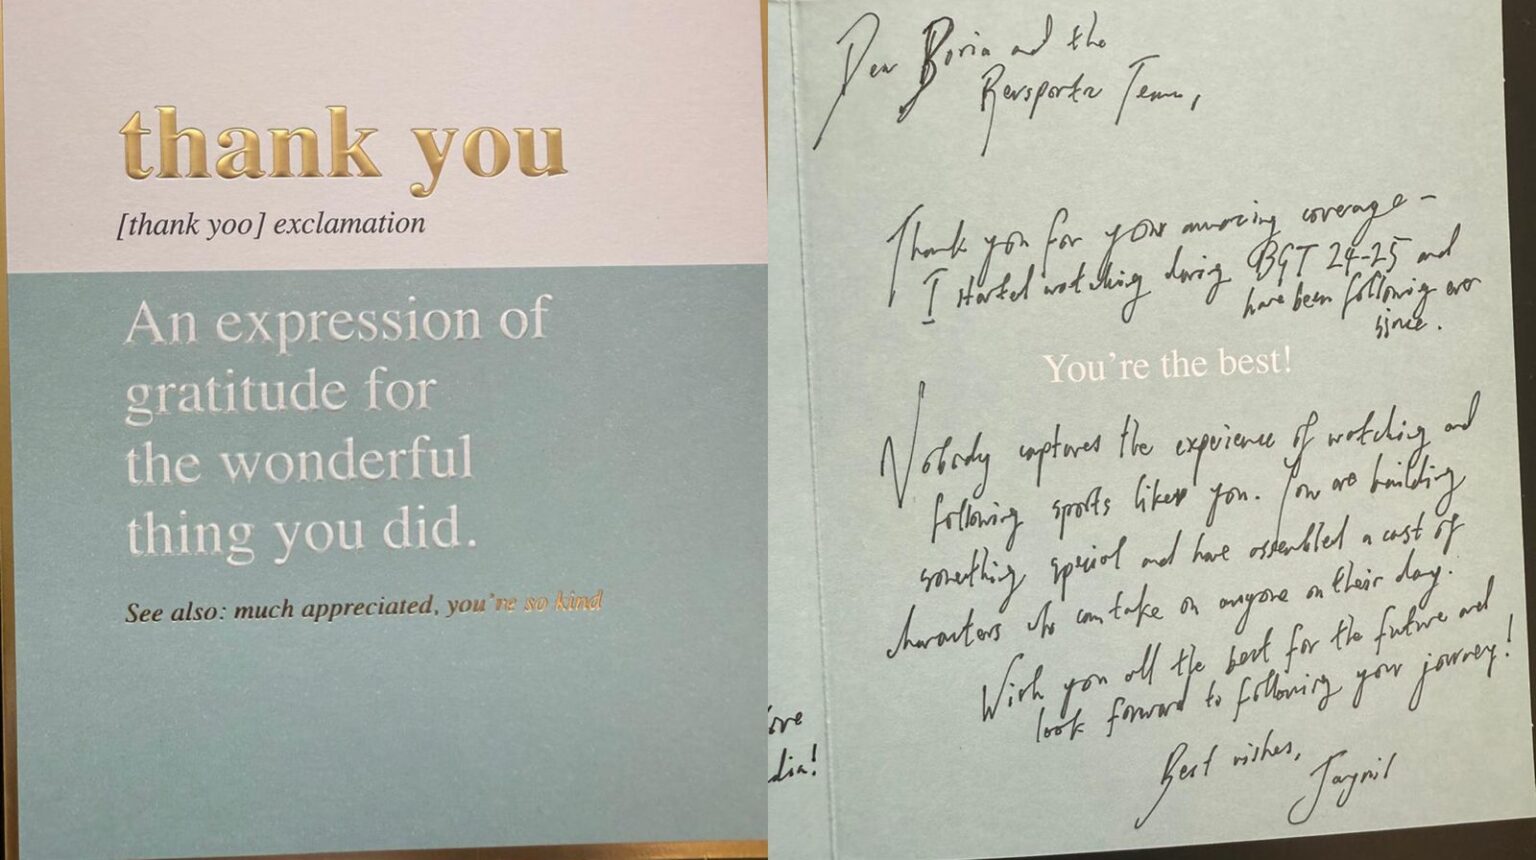 thank you
[thank yoo] exclamation
An expression of
gratitude for
the wonderful
thing you did.
See also: much appreciated, you're so kind
Dear Boria and the
Revsportz Team,
Thank you for your amazing coverage –
I started watching during BGT 24-25 and
have been following ever
since.
You're the best!
Nobody captures the experience of watching and
following sports like you. You are building
something special and have assembled a cast of
characters who can take on anyone on their day.
Wish you all the best for the future and
look forward to following your journey!
Best wishes,